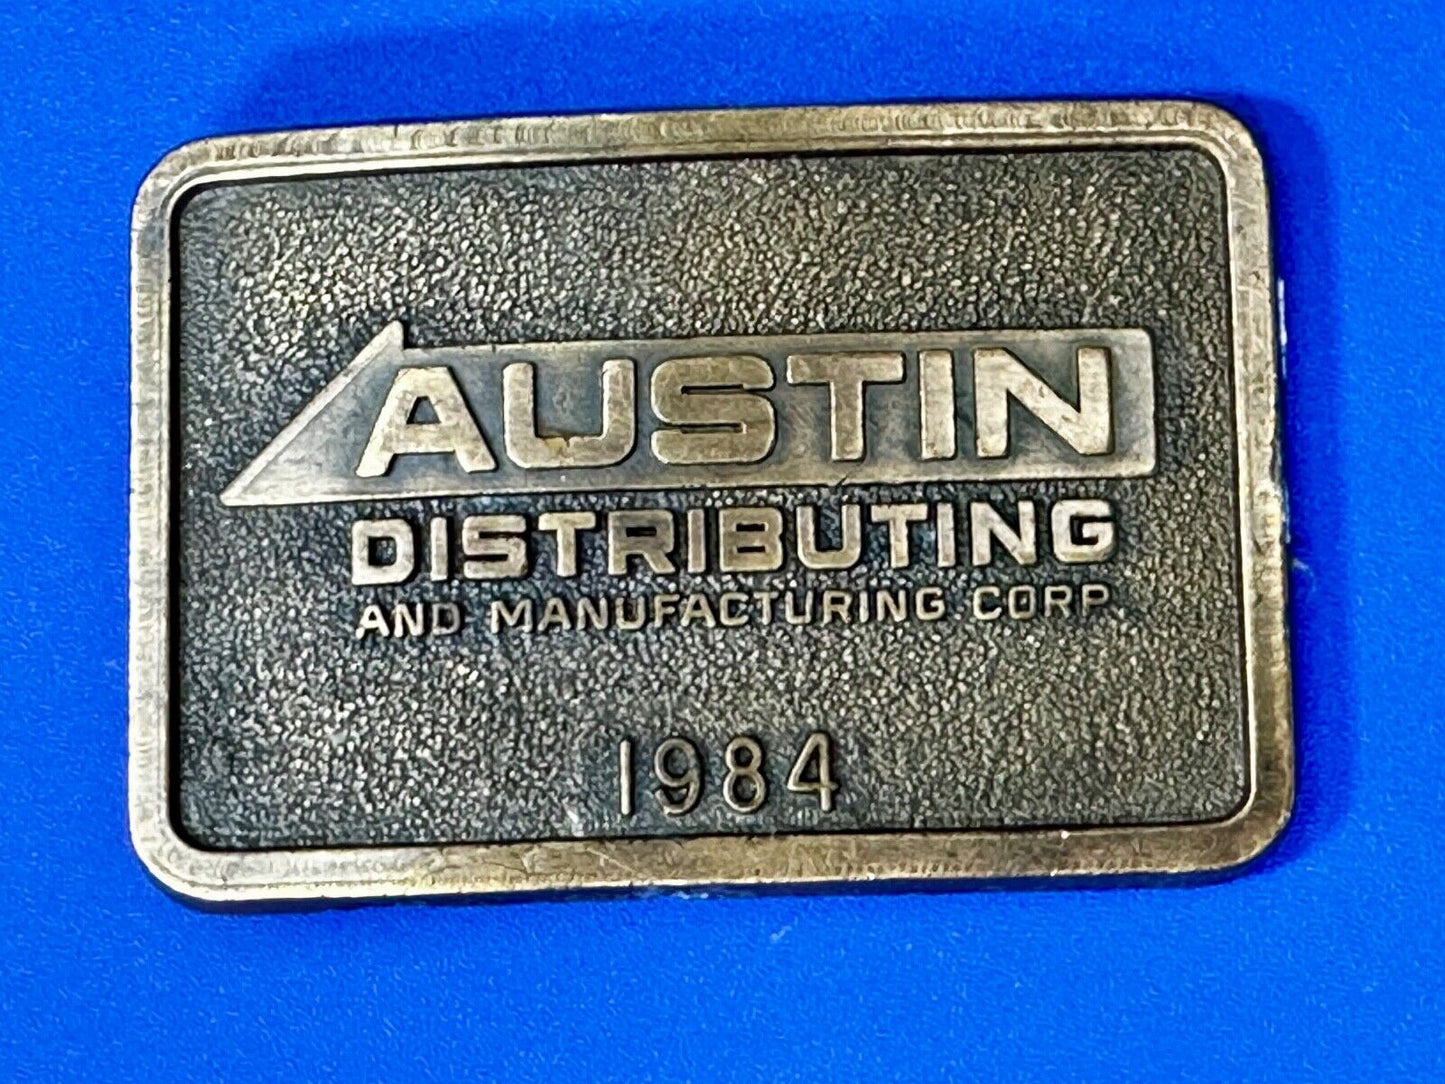 AUSTIN
DISTRIBUTING
AND MANUFACTURING CORP
1984